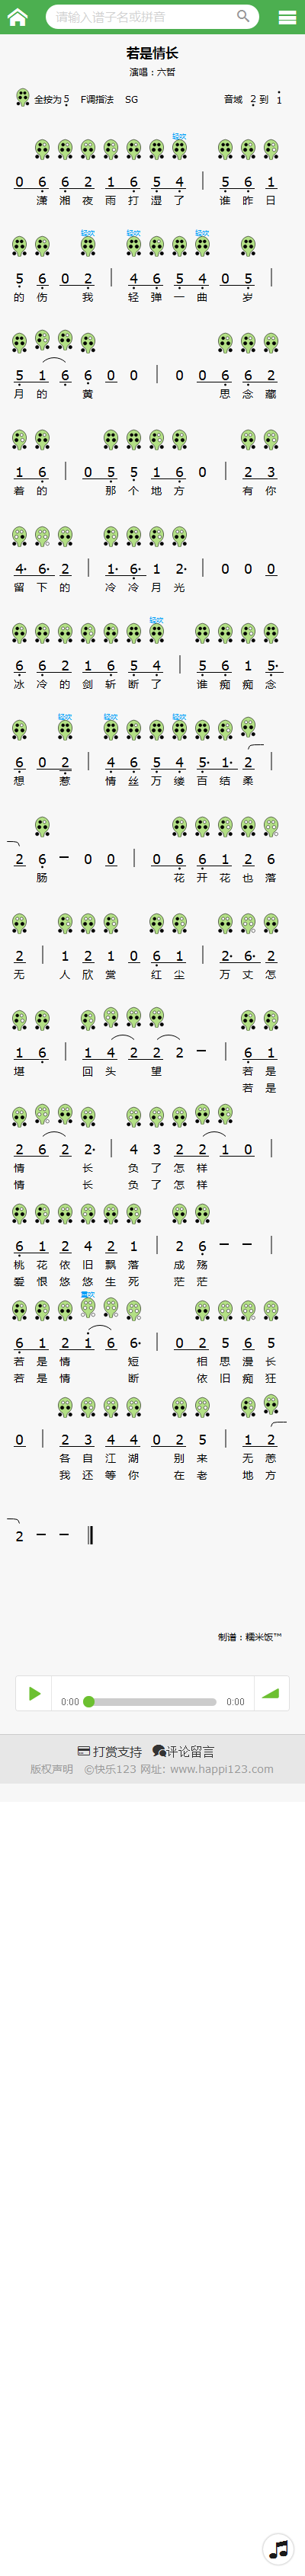 请输入谱子名或拼音
若是情长
演唱：六哲
全按为 5 F调指法 SG 音域 2 到 1
轻吹
0 6 6 2 1 6 5 4 | 5 6 1
潇 湘 夜 雨 打 湿 了 谁 昨 日
轻吹 轻吹 轻吹
5 6 0 2 | 4 6 5 4 0 5 |
的 伤 我 轻 弹 一 曲 岁
5 1 6 6 0 0 | 0 0 6 6 2
月 的 黄 思 念 藏
1 6 | 0 5 5 1 6 0 | 2 3
着 的 那 个 地 方 有 你
4· 6· 2 | 1· 6· 1 2· | 0 0 0
留 下 的 冷 冷 月 光
轻吹
6 6 2 1 6 5 4 | 5 6 1 5·
冰 冷 的 剑 斩 断 了 谁 痴 痴 念
轻吹 轻吹 轻吹
6 0 2 | 4 6 5 4 5· 1· 2
想 惹 情 丝 万 缕 百 结 柔
2 6 － 0 0 | 0 6 6 1 2 6
肠 花 开 花 也 落
2 | 1 2 1 0 6 1 | 2· 6· 2
无 人 欣 赏 红 尘 万 丈 怎
1 6 | 1 4 2 2 2 － | 6 1
堪 回 头 望 若 是
若 是
2 6 2 2· | 4 3 2 2 1 0 |
情 长 负 了 怎 样
情 长 负 了 怎 样
6 1 2 4 2 1 | 2 6 － － |
桃 花 依 旧 飘 落 成 殇
爱 恨 悠 悠 生 死 茫 茫
重吹
6 1 2 1 6 6· | 0 2 5 6 5
若 是 情 短 相 思 漫 长
若 是 情 断 依 旧 痴 狂
0 | 2 3 4 4 0 2 5 | 1 2
各 自 江 湖 别 来 无 恙
我 还 等 你 在 老 地 方
2 － －
制谱：糯米饭™
0:00 0:00
打赏支持 评论留言
版权声明 ©快乐123 网址: www.happi123.com